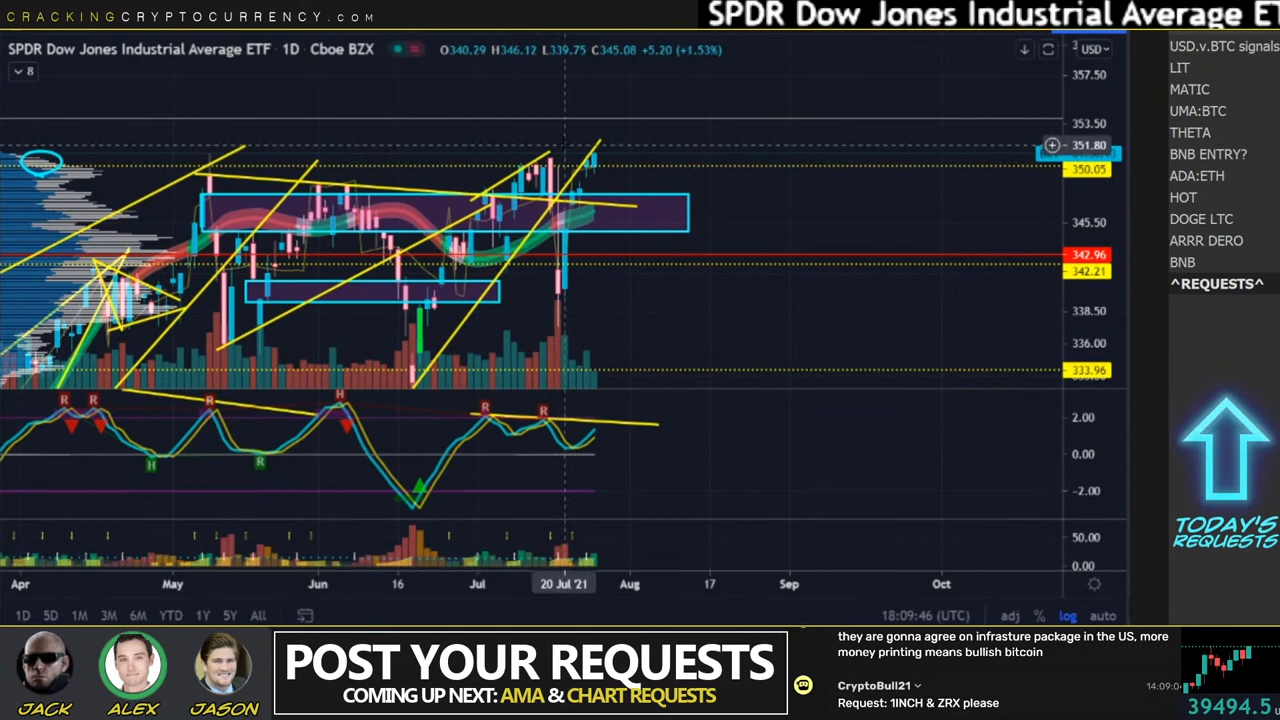 CRACKINGCRYPTOCURRENCY.com
SPDR Dow Jones Industrial Average ET
SPDR Dow Jones Industrial Average ETF · 1D · Cboe BZX
O340.29 H346.12 L339.75 C345.08 +5.20 (+1.53%)
USD
8
357.50
353.50
351.80
350.05
345.50
342.96
342.21
338.50
336.00
333.96
R R R H R R
H R
2.00
0.00
-2.00
50.00
0.00
Apr May Jun 16 Jul 20 Jul '21 Aug 17 Sep Oct
1D 5D 1M 3M 6M YTD 1Y 5Y All
18:09:46 (UTC) adj % log auto
USD.v.BTC signals
LIT
MATIC
UMA:BTC
THETA
BNB ENTRY?
ADA:ETH
HOT
DOGE LTC
ARRR DERO
BNB
^REQUESTS^
TODAY'S
REQUESTS
JACK ALEX JASON
POST YOUR REQUESTS
COMING UP NEXT: AMA & CHART REQUESTS
they are gonna agree on infrasture package in the US, more
money printing means bullish bitcoin
CryptoBull21
14:09:0
Request: 1INCH & ZRX please
39494.5